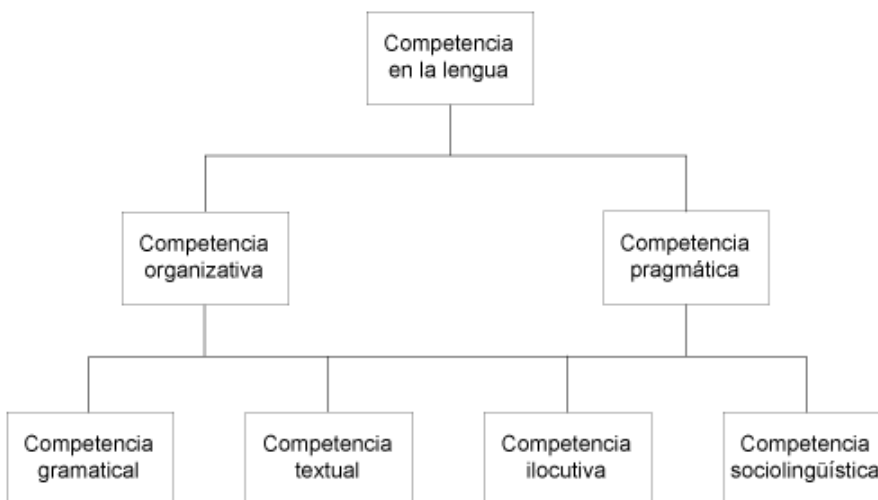 Competencia
en la lengua
Competencia
organizativa
Competencia
pragmática
Competencia
gramatical
Competencia
textual
Competencia
ilocutiva
Competencia
sociolingüística